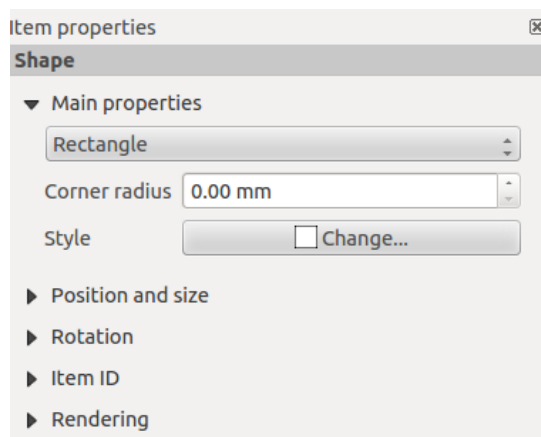 Item properties
Shape
Main properties
Rectangle
Corner radius 0.00 mm
Style Change...
Position and size
Rotation
Item ID
Rendering